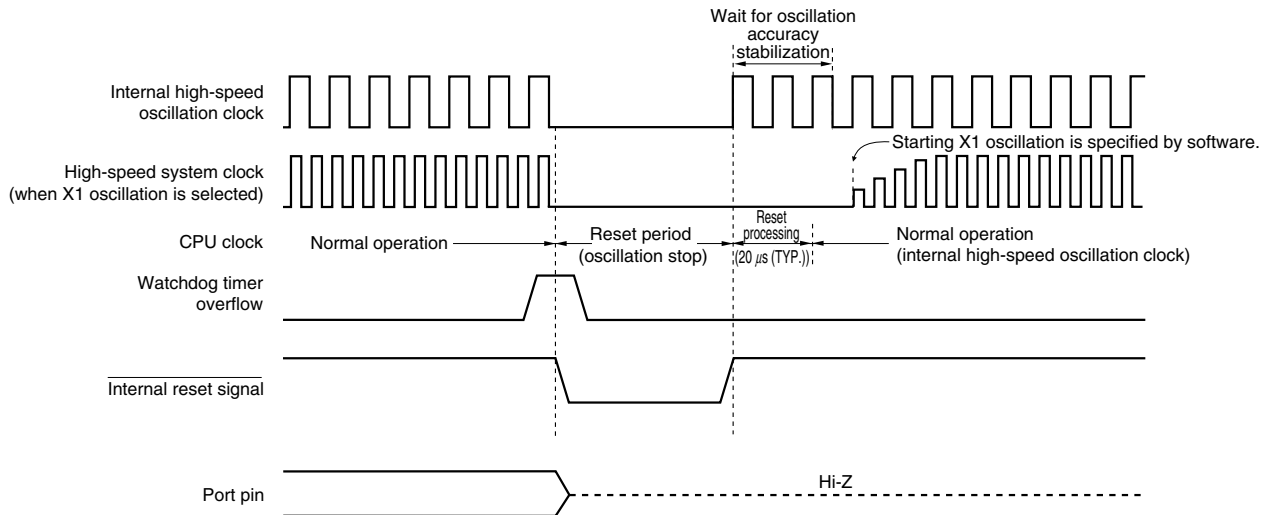 Wait for oscillation
accuracy
stabilization
Internal high-speed
oscillation clock
Starting X1 oscillation is specified by software.
High-speed system clock
(when X1 oscillation is selected)
CPU clock
Normal operation
Reset period
(oscillation stop)
Reset
processing
(20 μs (TYP.))
Normal operation
(internal high-speed oscillation clock)
Watchdog timer
overflow
Internal reset signal
Hi-Z
Port pin